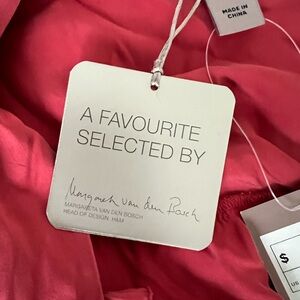 MADE IN
CHINA
A FAVOURITE
SELECTED BY
Margareta van den Bosch
MARGARETA VAN DEN BOSCH
HEAD OF DESIGN, H&M
S